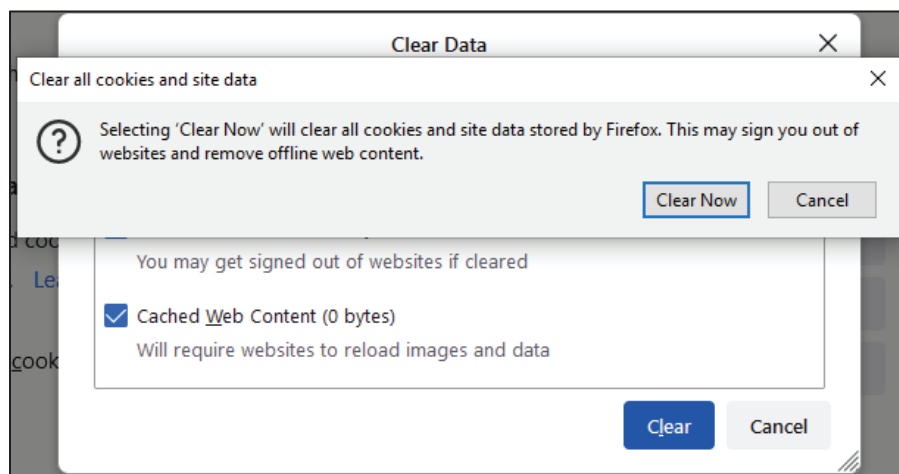 Clear Data
Clear all cookies and site data
Selecting ‘Clear Now’ will clear all cookies and site data stored by Firefox. This may sign you out of
websites and remove offline web content.
Clear Now Cancel
You may get signed out of websites if cleared
Cached Web Content (0 bytes)
Will require websites to reload images and data
Clear Cancel